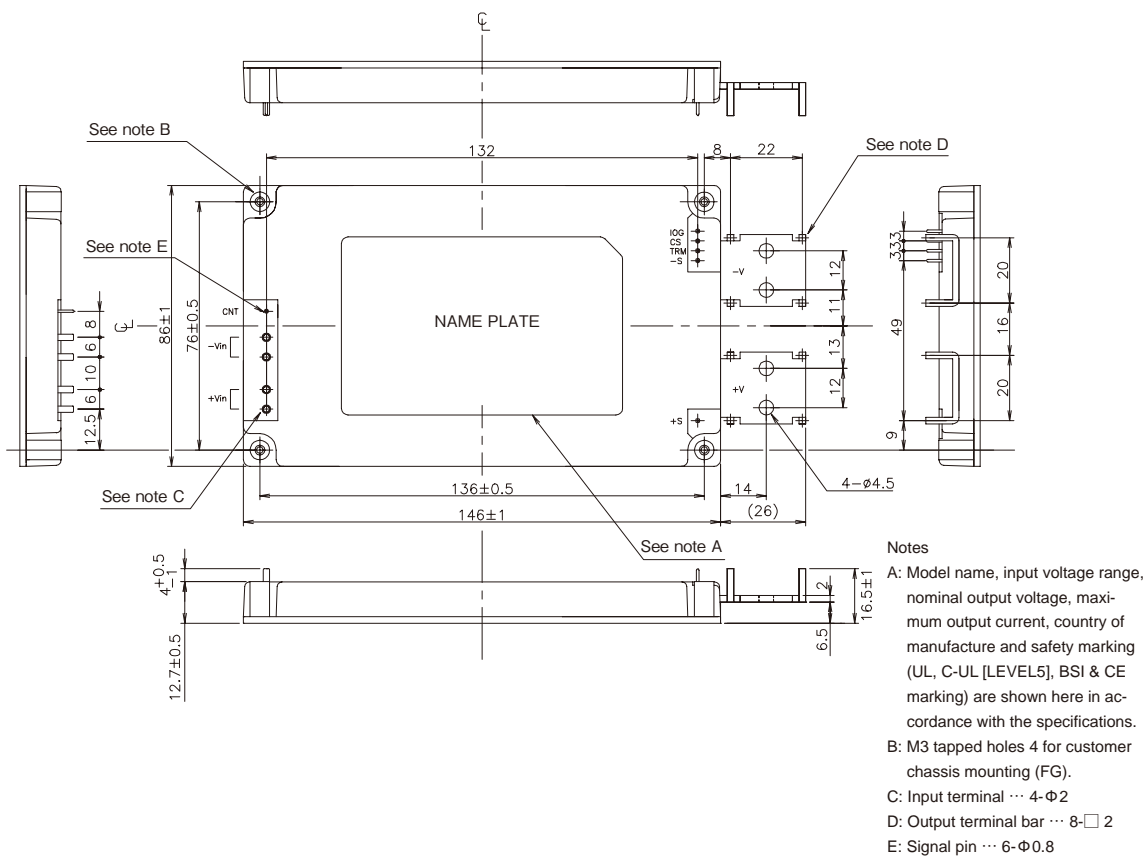 ℄
See note B
132
8
22
See note D
See note E
IOG
CS
TRM
-S
-V
12
11
333
20
86±1
76±0.5
CNT
℄
8
6
10
6
12.5
-Vin
+Vin
NAME PLATE
49
16
13
12
+V
20
+S
9
See note C
136±0.5
14
4-ø4.5
146±1
(26)
See note A
4+0.5 -1
12.7±0.5
2
6.5
16.5±1
Notes
A: Model name, input voltage range,
nominal output voltage, maxi-
mum output current, country of
manufacture and safety marking
(UL, C-UL [LEVEL5], BSI & CE
marking) are shown here in ac-
cordance with the specifications.
B: M3 tapped holes 4 for customer
chassis mounting (FG).
C: Input terminal ··· 4-Φ2
D: Output terminal bar ··· 8-□ 2
E: Signal pin ··· 6-Φ0.8